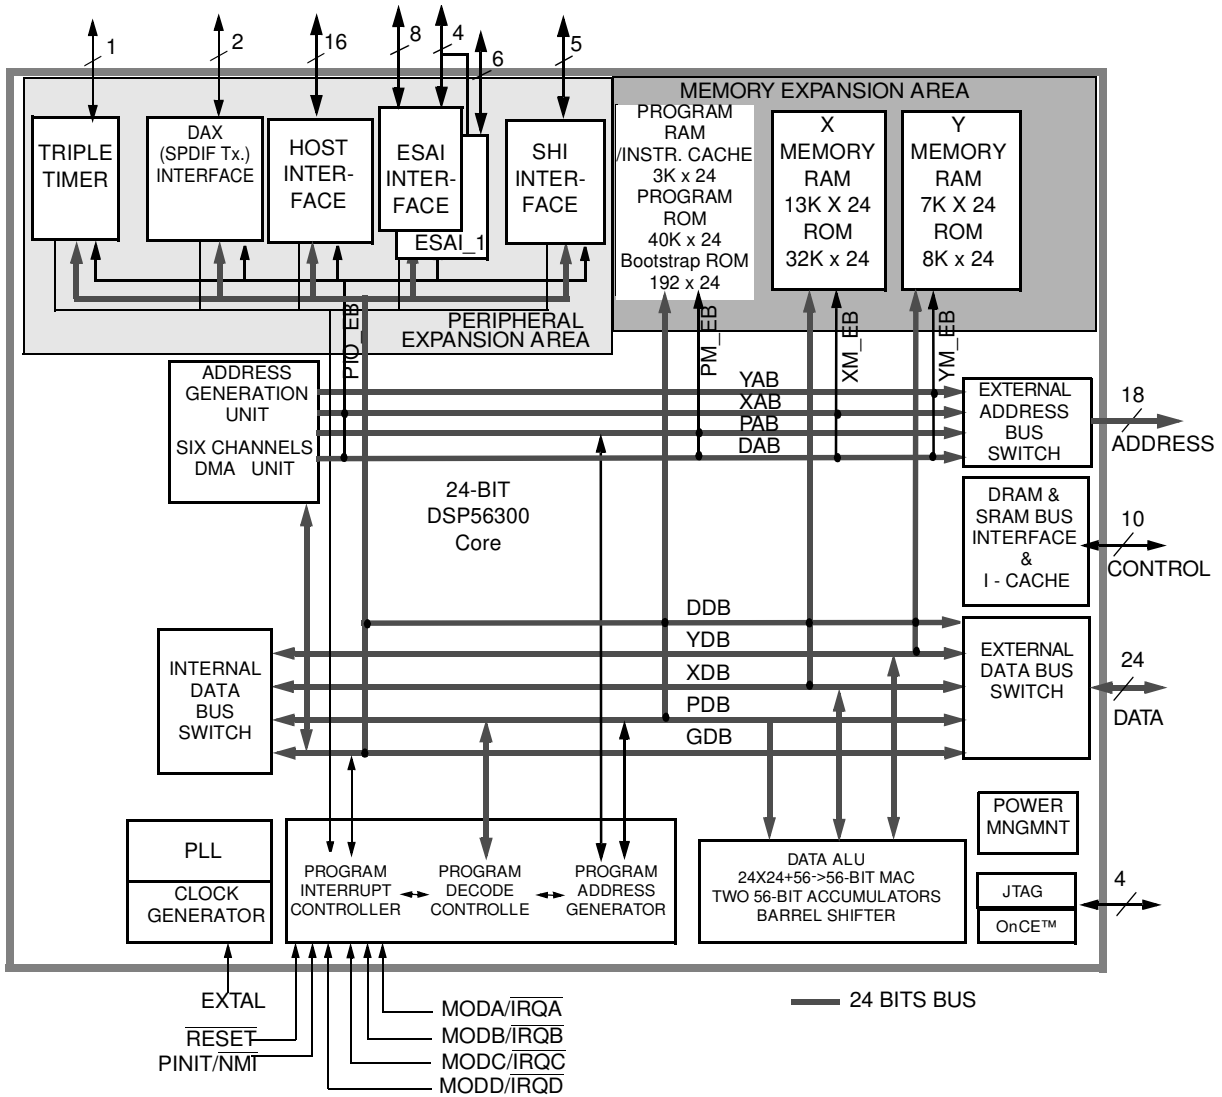 1
2
16
8
4
6
5
MEMORY EXPANSION AREA
TRIPLE
TIMER
DAX
(SPDIF Tx.)
INTERFACE
HOST
INTER-
FACE
ESAI
INTER-
FACE
ESAI_1
SHI
INTER-
FACE
PROGRAM
RAM
/INSTR. CACHE
3K x 24
PROGRAM
ROM
40K x 24
Bootstrap ROM
192 x 24
X
MEMORY
RAM
13K X 24
ROM
32K x 24
Y
MEMORY
RAM
7K X 24
ROM
8K x 24
PERIPHERAL
EXPANSION AREA
PIO_EB
PM_EB
XM_EB
YM_EB
ADDRESS
GENERATION
UNIT
SIX CHANNELS
DMA UNIT
YAB
XAB
PAB
DAB
EXTERNAL
ADDRESS
BUS
SWITCH
18
ADDRESS
24-BIT
DSP56300
Core
DRAM &
SRAM BUS
INTERFACE
&
I - CACHE
10
CONTROL
DDB
YDB
XDB
PDB
GDB
INTERNAL
DATA
BUS
SWITCH
EXTERNAL
DATA BUS
SWITCH
24
DATA
PLL
CLOCK
GENERATOR
PROGRAM
INTERRUPT
CONTROLLER
PROGRAM
DECODE
CONTROLLE
PROGRAM
ADDRESS
GENERATOR
DATA ALU
24X24+56->56-BIT MAC
TWO 56-BIT ACCUMULATORS
BARREL SHIFTER
POWER
MNGMNT
JTAG
OnCE™
4
EXTAL
RESET
PINIT/NMI
MODA/IRQA
MODB/IRQB
MODC/IRQC
MODD/IRQD
24 BITS BUS